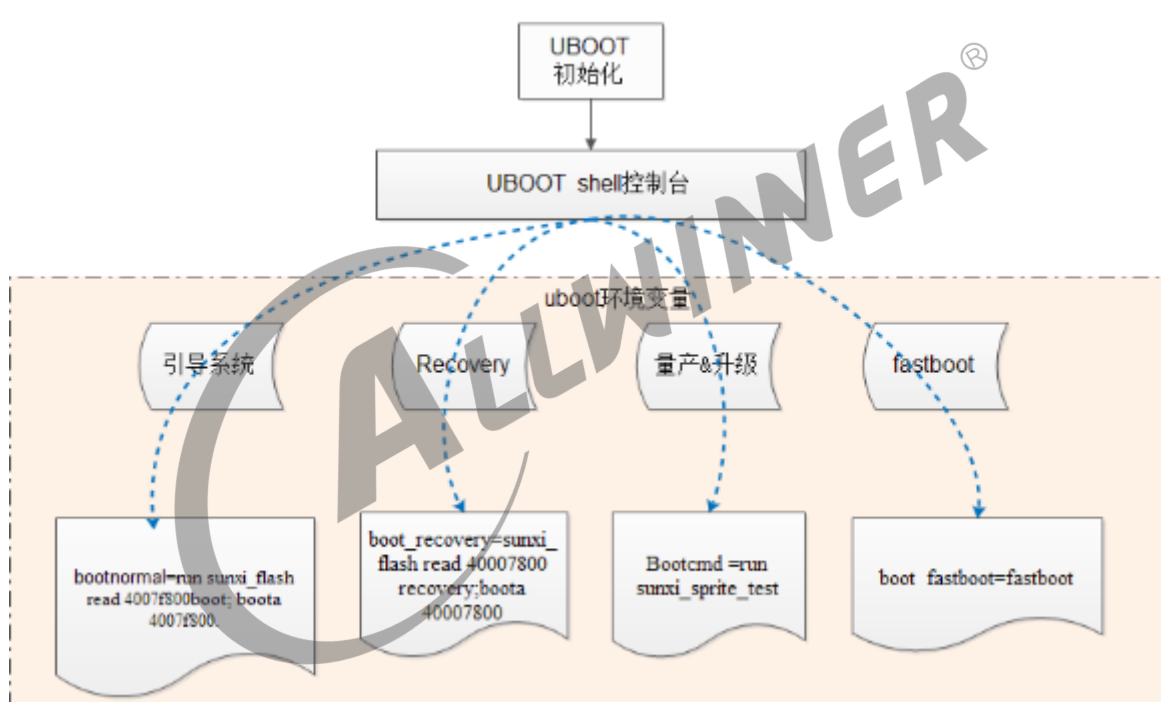 UBOOT
初始化
UBOOT shell控制台
uboot环境变量
引导系统
Recovery
量产&升级
fastboot
bootnormal=run sunxi_flash
read 4007f800boot; boota
4007f800.
boot_recovery=sunxi_
flash read 40007800
recovery;boota
40007800
Bootcmd =run
sunxi_sprite_test
boot fastboot=fastboot
ALLWINNER®